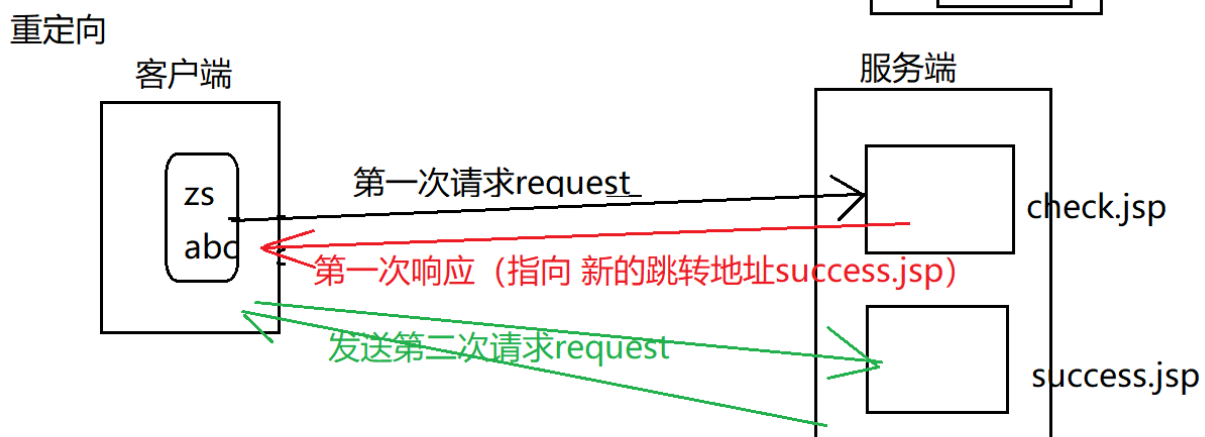 重定向
客户端
服务端
zs
abc
第一次请求request
check.jsp
第一次响应（指向 新的跳转地址success.jsp）
发送第二次请求request
success.jsp